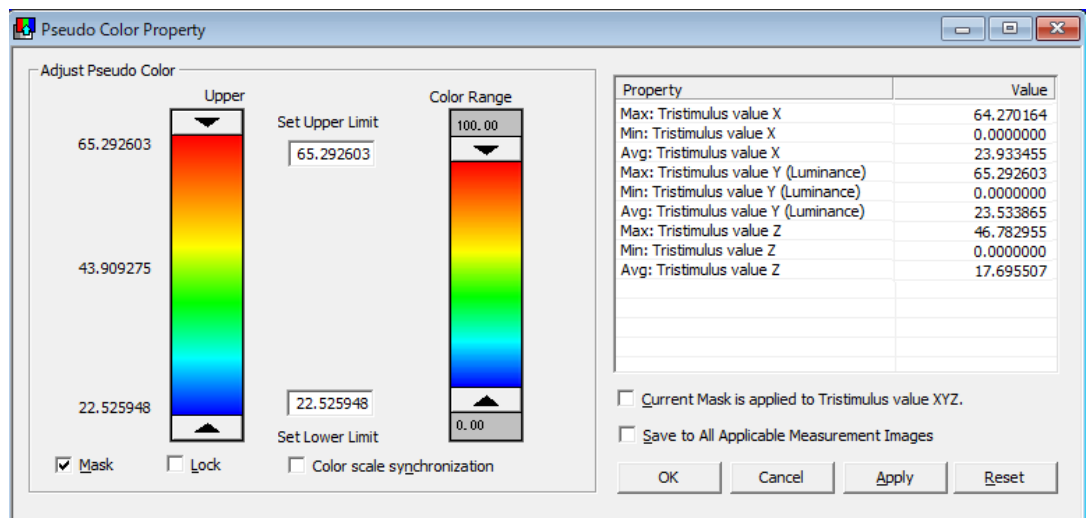 Pseudo Color Property
Adjust Pseudo Color
Upper
Color Range
65.292603
43.909275
22.525948
Set Upper Limit
65.292603
22.525948
Set Lower Limit
100.00
0.00
Mask
Lock
Color scale synchronization
Property Value
Max: Tristimulus value X 64.270164
Min: Tristimulus value X 0.0000000
Avg: Tristimulus value X 23.933455
Max: Tristimulus value Y (Luminance) 65.292603
Min: Tristimulus value Y (Luminance) 0.0000000
Avg: Tristimulus value Y (Luminance) 23.533865
Max: Tristimulus value Z 46.782955
Min: Tristimulus value Z 0.0000000
Avg: Tristimulus value Z 17.695507
Current Mask is applied to Tristimulus value XYZ.
Save to All Applicable Measurement Images
OK Cancel Apply Reset